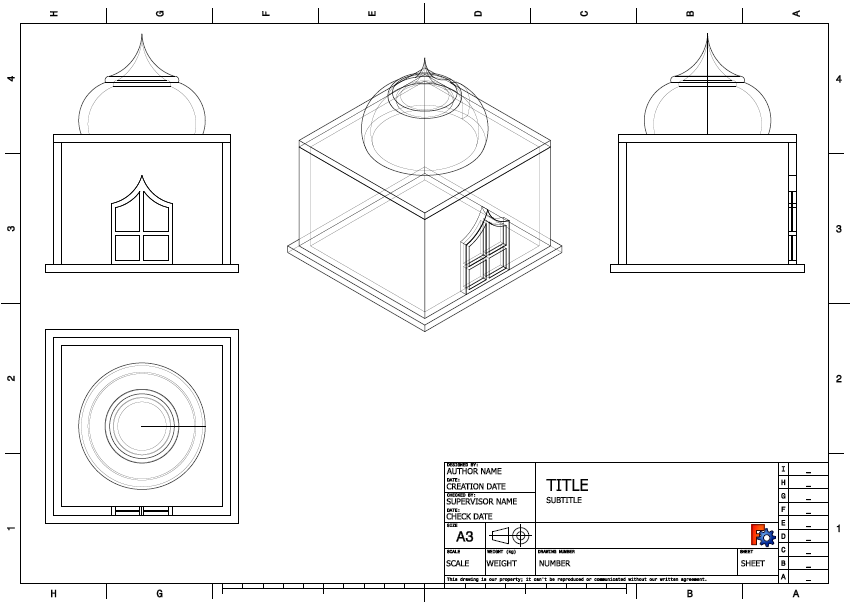 H G F E D C B A
4 4
3 3
2 2
1 1
DESIGNED BY:
AUTHOR NAME
DATE:
CREATION DATE
CHECKED BY:
SUPERVISOR NAME
DATE:
CHECK DATE
TITLE
SUBTITLE
SIZE
A3
SCALE
SCALE
WEIGHT (kg)
WEIGHT
DRAWING NUMBER
NUMBER
SHEET
SHEET
This drawing is our property; it can't be reproduced or communicated without our written agreement.
I _
H _
G _
F _
E _
D _
C _
B _
A _
H G B A